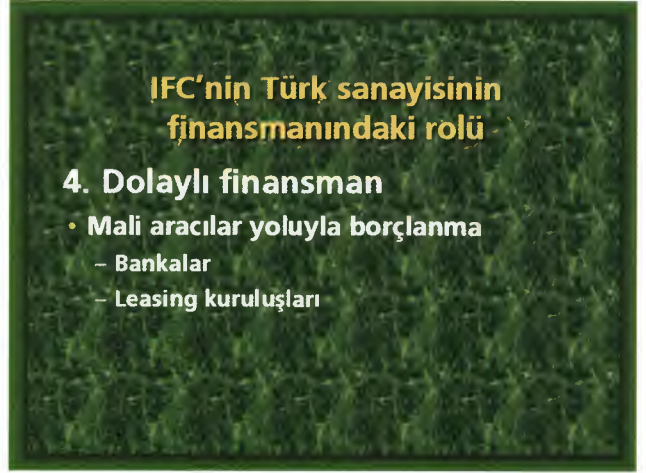 IFC'nin Türk sanayisinin
finansmanındaki rolü
4. Dolaylı finansman
• Mali aracılar yoluyla borçlanma
– Bankalar
– Leasing kuruluşları